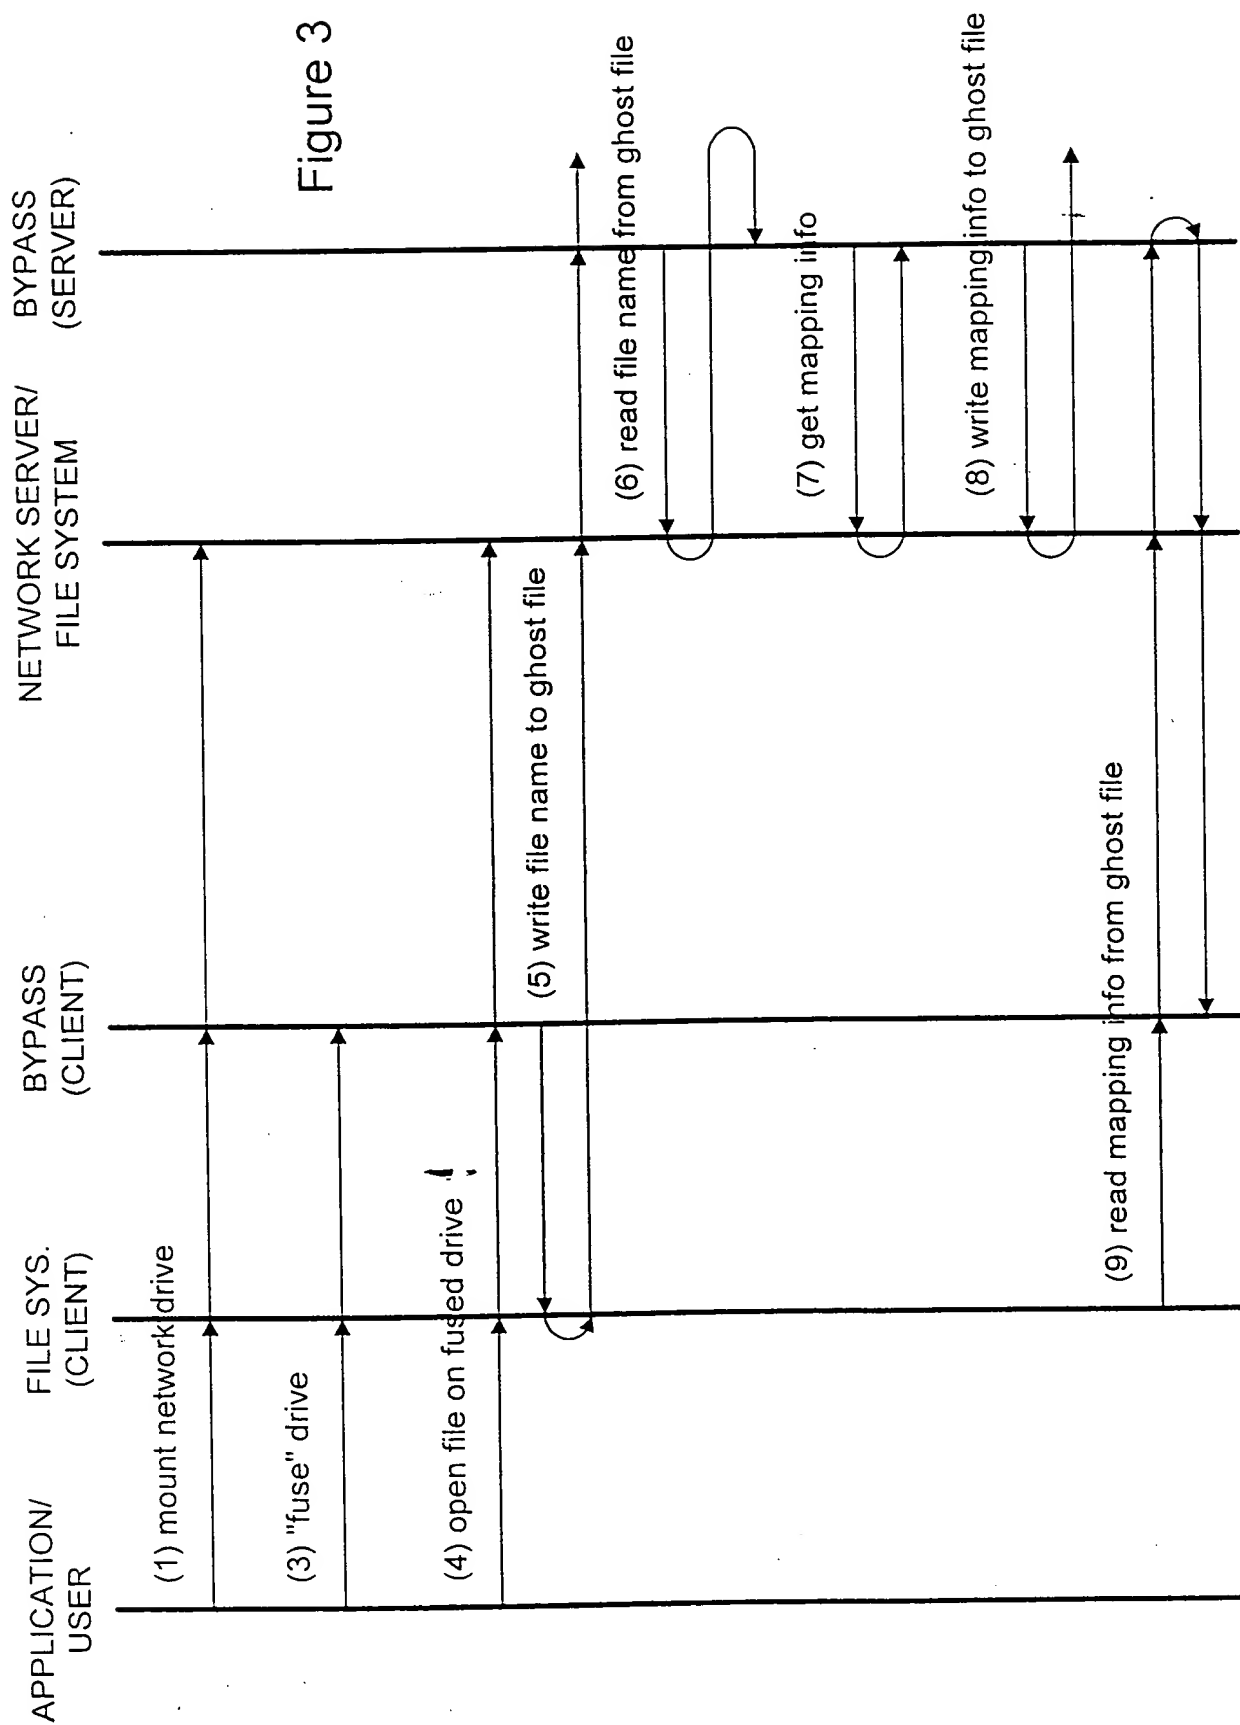 Figure 3
APPLICATION/
USER
FILE SYS.
(CLIENT)
BYPASS
(CLIENT)
NETWORK SERVER/
FILE SYSTEM
BYPASS
(SERVER)
(1) mount network drive
(3) "fuse" drive
(4) open file on fused drive
(5) write file name to ghost file
(6) read file name from ghost file
(7) get mapping info
(8) write mapping info to ghost file
(9) read mapping info from ghost file